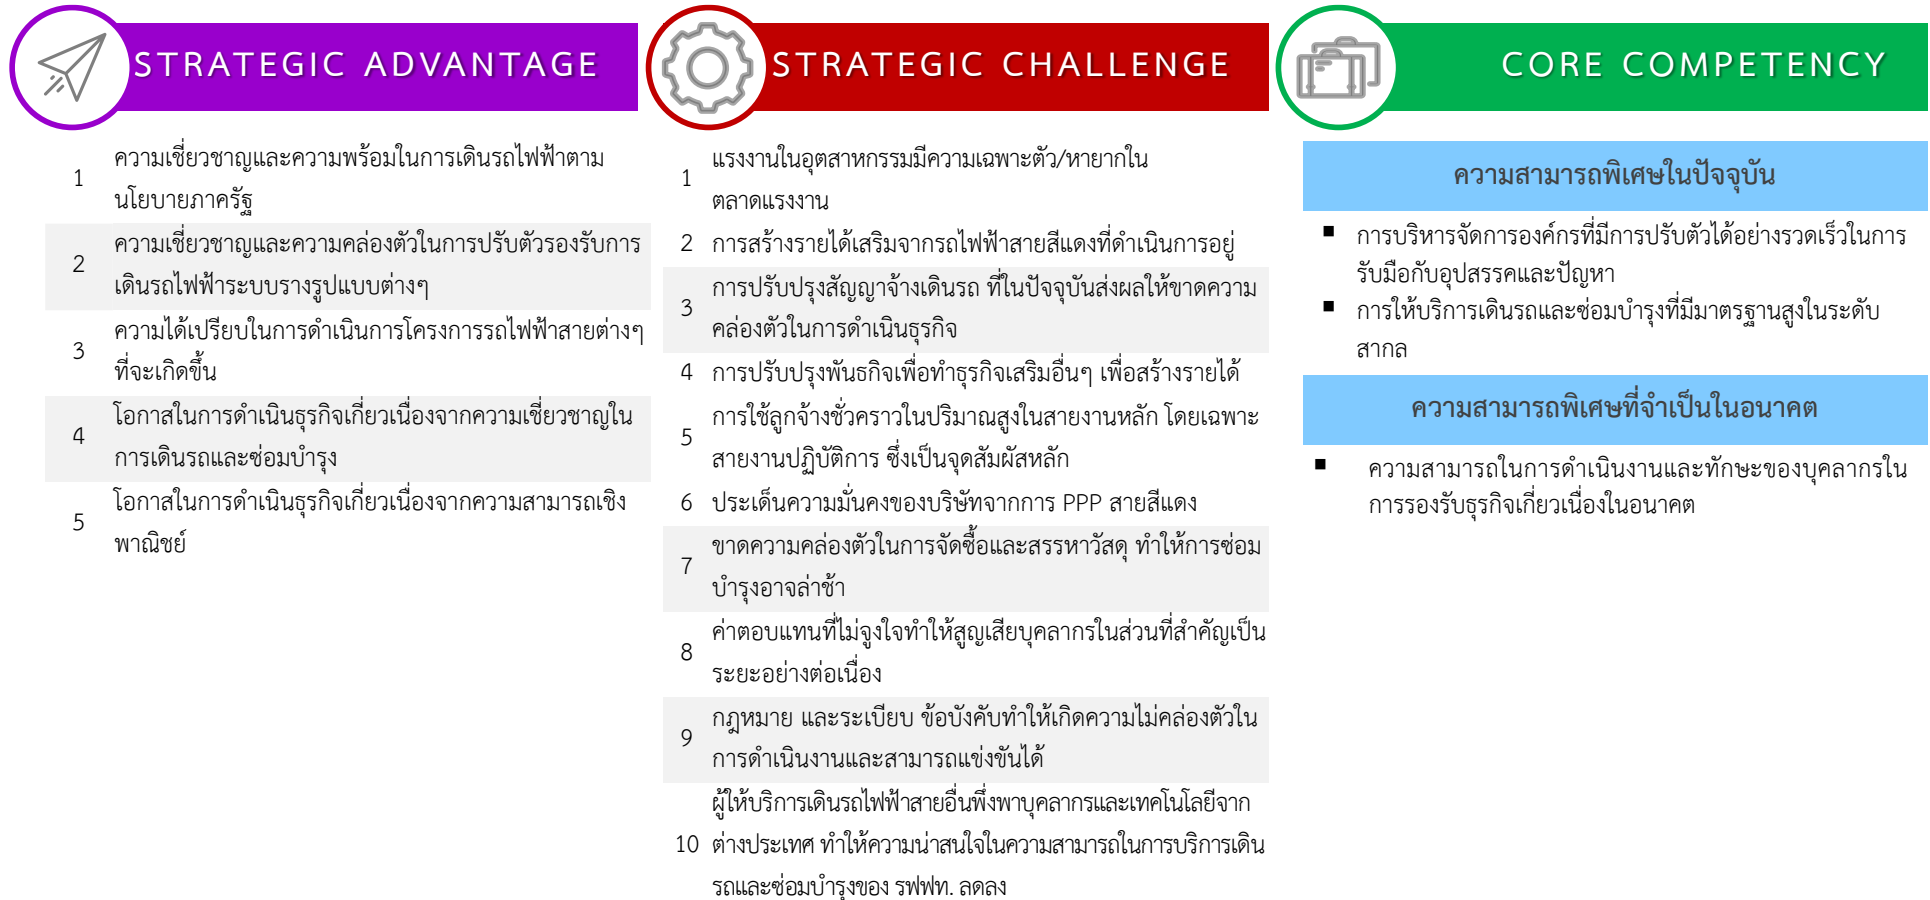 STRATEGIC ADVANTAGE
1 ความเชี่ยวชาญและความพร้อมในการเดินรถไฟฟ้าตาม
นโยบายภาครัฐ
2 ความเชี่ยวชาญและความคล่องตัวในการปรับตัวรองรับการ
เดินรถไฟฟ้าระบบรางรูปแบบต่างๆ
3 ความได้เปรียบในการดำเนินการโครงการรถไฟฟ้าสายต่างๆ
ที่จะเกิดขึ้น
4 โอกาสในการดำเนินธุรกิจเกี่ยวเนื่องจากความเชี่ยวชาญใน
การเดินรถและซ่อมบำรุง
5 โอกาสในการดำเนินธุรกิจเกี่ยวเนื่องจากความสามารถเชิง
พาณิชย์
STRATEGIC CHALLENGE
1 แรงงานในอุตสาหกรรมมีความเฉพาะตัว/หายากใน
ตลาดแรงงาน
2 การสร้างรายได้เสริมจากรถไฟฟ้าสายสีแดงที่ดำเนินการอยู่
3 การปรับปรุงสัญญาจ้างเดินรถ ที่ในปัจจุบันส่งผลให้ขาดความ
คล่องตัวในการดำเนินธุรกิจ
4 การปรับปรุงพันธกิจเพื่อทำธุรกิจเสริมอื่นๆ เพื่อสร้างรายได้
5 การใช้ลูกจ้างชั่วคราวในปริมาณสูงในสายงานหลัก โดยเฉพาะ
สายงานปฏิบัติการ ซึ่งเป็นจุดสัมผัสหลัก
6 ประเด็นความมั่นคงของบริษัทจากการ PPP สายสีแดง
7 ขาดความคล่องตัวในการจัดซื้อและสรรหาวัสดุ ทำให้การซ่อม
บำรุงอาจล่าช้า
8 ค่าตอบแทนที่ไม่จูงใจทำให้สูญเสียบุคลากรในส่วนที่สำคัญเป็น
ระยะอย่างต่อเนื่อง
9 กฎหมาย และระเบียบ ข้อบังคับทำให้เกิดความไม่คล่องตัวใน
การดำเนินงานและสามารถแข่งขันได้
10 ผู้ให้บริการเดินรถไฟฟ้าสายอื่นพึ่งพาบุคลากรและเทคโนโลยีจาก
ต่างประเทศ ทำให้ความน่าสนใจในความสามารถในการบริการเดิน
รถและซ่อมบำรุงของ รฟฟท. ลดลง
CORE COMPETENCY
ความสามารถพิเศษในปัจจุบัน
▪ การบริหารจัดการองค์กรที่มีการปรับตัวได้อย่างรวดเร็วในการ
รับมือกับอุปสรรคและปัญหา
▪ การให้บริการเดินรถและซ่อมบำรุงที่มีมาตรฐานสูงในระดับ
สากล
ความสามารถพิเศษที่จำเป็นในอนาคต
▪ ความสามารถในการดำเนินงานและทักษะของบุคลากรใน
การรองรับธุรกิจเกี่ยวเนื่องในอนาคต